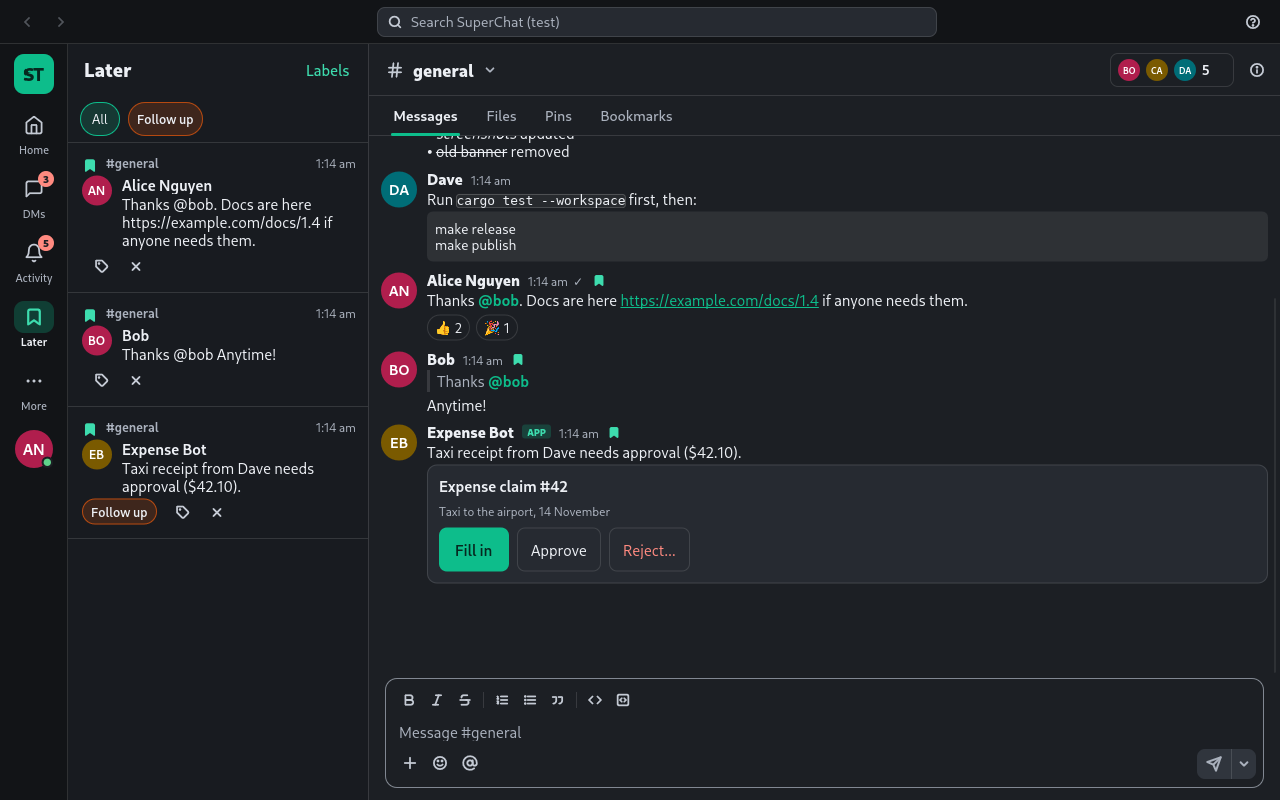 Search SuperChat (test)
ST
Home
3
DMs
5
Activity
Later
More
AN
Later
Labels
All
Follow up
#general
1:14 am
AN
Alice Nguyen
Thanks @bob. Docs are here
https://example.com/docs/1.4 if
anyone needs them.
#general
1:14 am
BO
Bob
Thanks @bob Anytime!
#general
1:14 am
EB
Expense Bot
Taxi receipt from Dave needs
approval ($42.10).
Follow up
# general
BO CA DA 5
Messages
Files
Pins
Bookmarks
• screenshots updated
• old banner removed
DA
Dave 1:14 am
Run cargo test --workspace first, then:
make release
make publish
AN
Alice Nguyen 1:14 am ✓
Thanks @bob. Docs are here https://example.com/docs/1.4 if anyone needs them.
👍 2 🎉 1
BO
Bob 1:14 am
Thanks @bob
Anytime!
EB
Expense Bot APP 1:14 am
Taxi receipt from Dave needs approval ($42.10).
Expense claim #42
Taxi to the airport, 14 November
Fill in
Approve
Reject...
Message #general